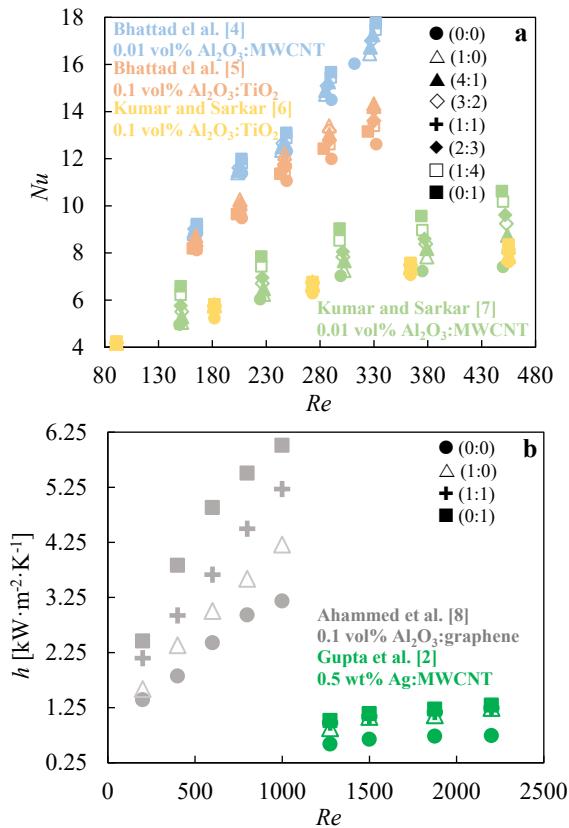 Bhattad el al. [4]
0.01 vol% Al₂O₃:MWCNT
Bhattad el al. [5]
0.1 vol% Al₂O₃:TiO₂
Kumar and Sarkar [6]
0.1 vol% Al₂O₃:TiO₂
a
(0:0)
(1:0)
(4:1)
(3:2)
(1:1)
(2:3)
(1:4)
(0:1)
Kumar and Sarkar [7]
0.01 vol% Al₂O₃:MWCNT
Nu
18
16
14
12
10
8
6
4
80 130 180 230 280 330 380 430 480
Re
b
(0:0)
(1:0)
(1:1)
(0:1)
Ahammed et al. [8]
0.1 vol% Al₂O₃:graphene
Gupta et al. [2]
0.5 wt% Ag:MWCNT
h [kW·m⁻²·K⁻¹]
6.25
5.25
4.25
3.25
2.25
1.25
0.25
0 500 1000 1500 2000 2500
Re